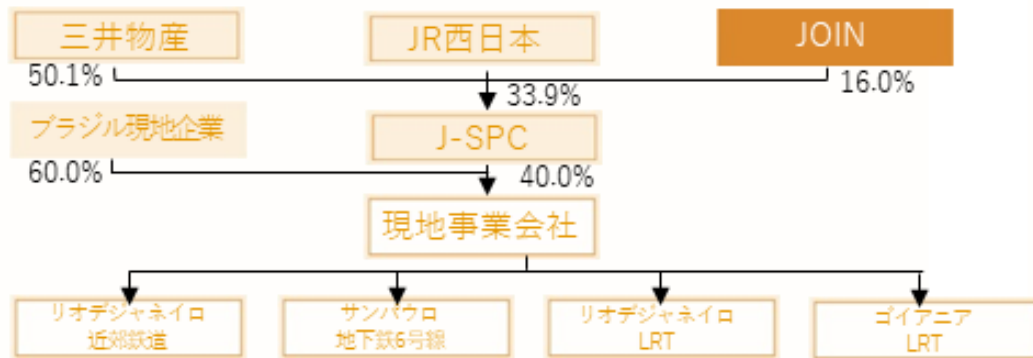 三井物産
JR西日本
JOIN
50.1%
33.9%
16.0%
ブラジル現地企業
J-SPC
60.0%
40.0%
現地事業会社
リオデジャネイロ
近郊鉄道
サンパウロ
地下鉄6号線
リオデジャネイロ
LRT
ゴイアニア
LRT